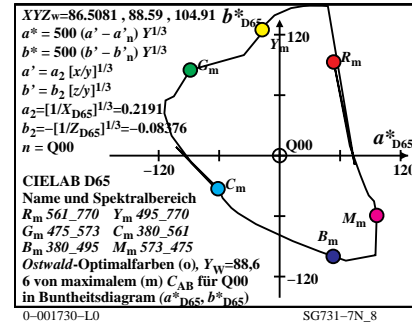 XYZw=86.5081, 88.59, 104.91
b*D65
a* = 500 (a' – a'n) Y1/3
b* = 500 (b' – b'n) Y1/3
a' = a2 [x/y]1/3
b' = b2 [z/y]1/3
a2=[1/XD65]1/3=0.2191
b2=–[1/ZD65]1/3=–0.08376
n = Q00
120
Ym
Rm
Gm
Q00
a*D65
–120
120
CIELAB D65
Name und Spektralbereich
Rm 561_770 Ym 495_770
Gm 475_573 Cm 380_561
Bm 380_495 Mm 573_475
Ostwald-Optimalfarben (o), YW=88,6
6 von maximalem (m) CAB für Q00
in Buntheitsdiagram (a*D65, b*D65)
Cm
Mm
Bm
–120
0-001730-L0
SG731-7N_8